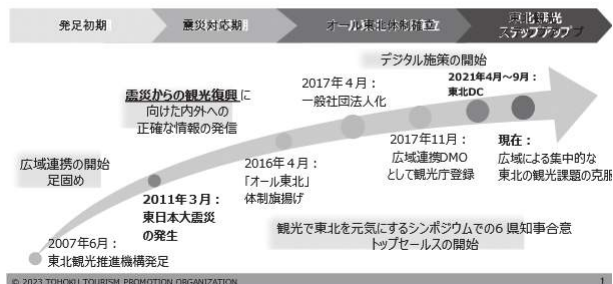 発足初期
震災対応期
オール東北体制確立
東北観光
ステップアップ
デジタル施策の開始
2021年4月~9月:
東北DC
2017年4月:
一般社団法人化
震災からの観光復興に
向けた内外への
正確な情報の発信
広域連携の開始
足固め
2016年4月:
「オール東北」
体制旗揚げ
2017年11月:
広域連携DMO
として観光庁登録
現在:
広域による集中的な
東北の観光課題の克服
2011年3月:
東日本大震災
の発生
2007年6月:
東北観光推進機構発足
観光で東北を元気にするシンポジウムでの6県知事合意
トップセールスの開始
© 2023 TOHOKU TOURISM PROMOTION ORGANIZATION
1